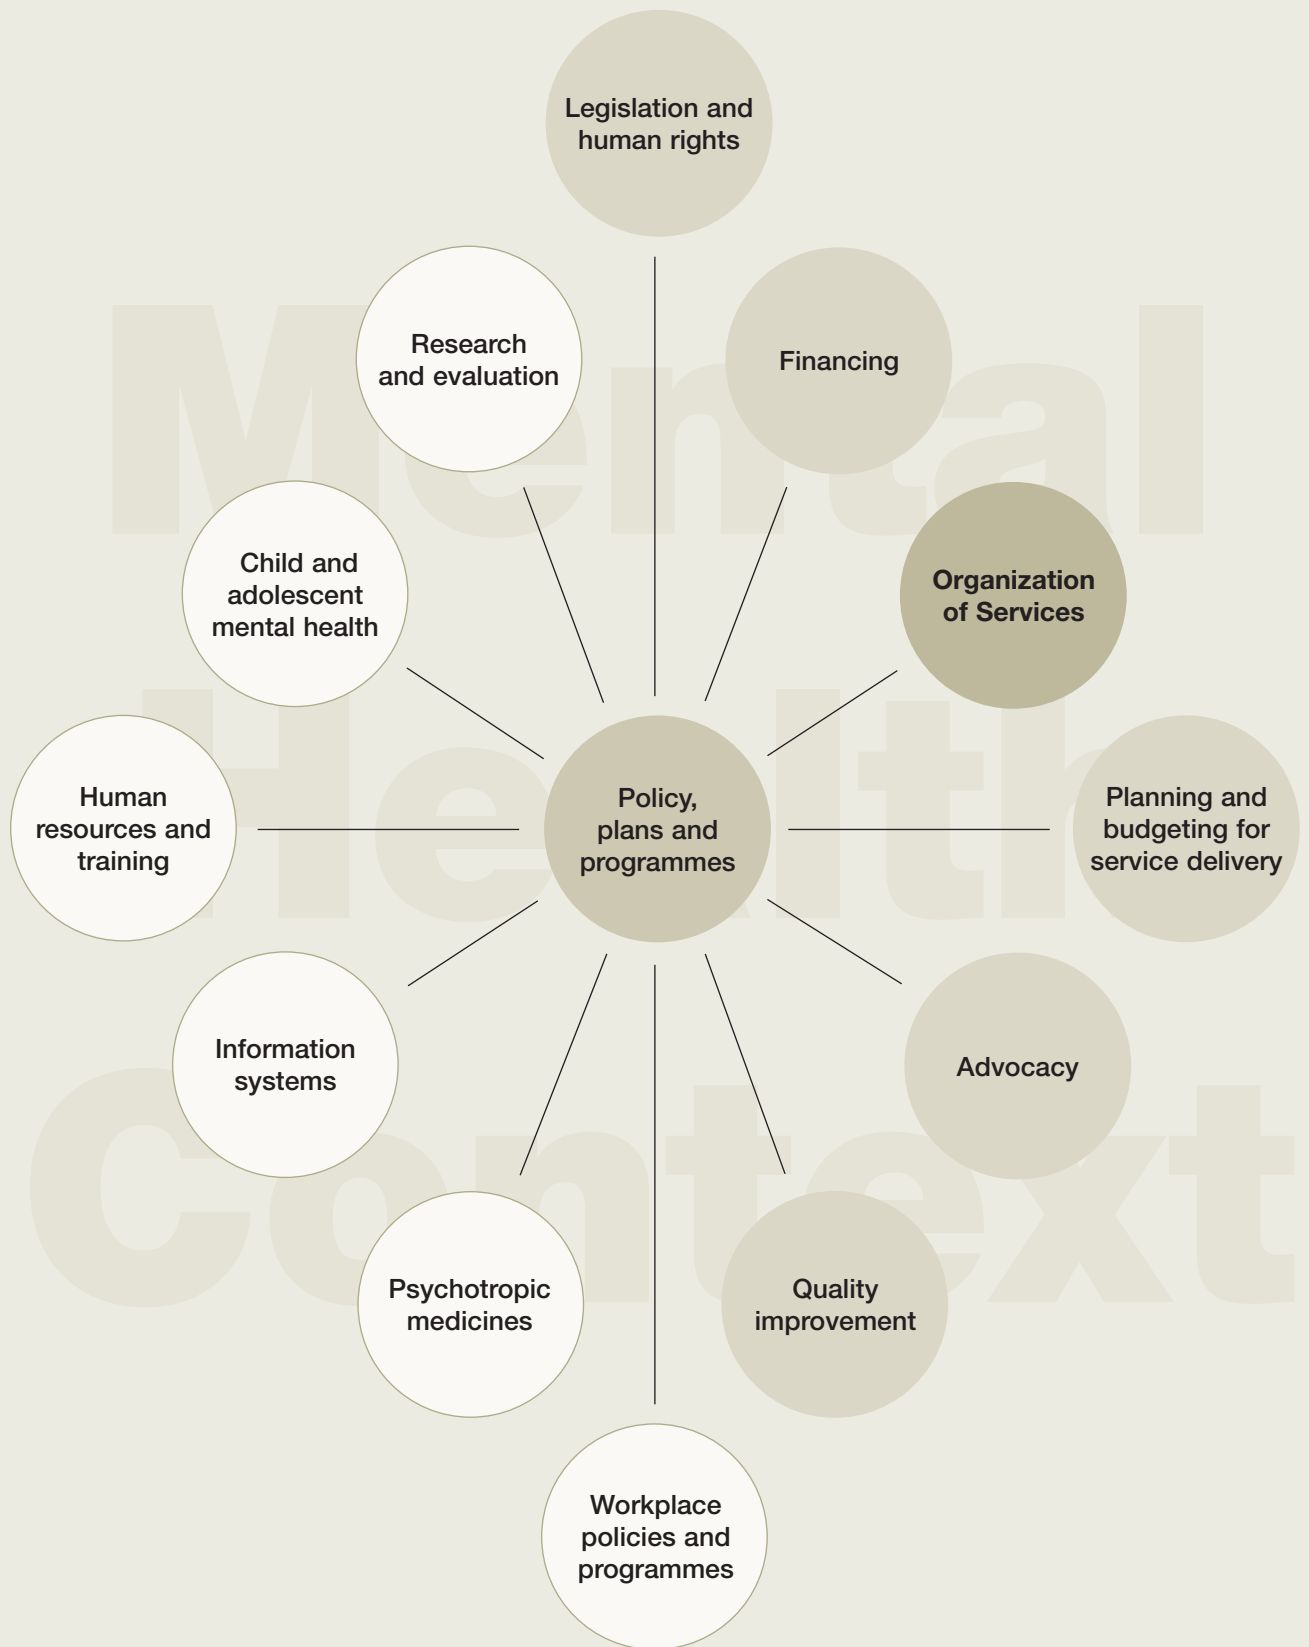 Mental
Health
Context
Legislation and
human rights
Research
and evaluation
Financing
Child and
adolescent
mental health
Organization
of Services
Human
resources and
training
Policy,
plans and
programmes
Planning and
budgeting for
service delivery
Information
systems
Advocacy
Psychotropic
medicines
Quality
improvement
Workplace
policies and
programmes